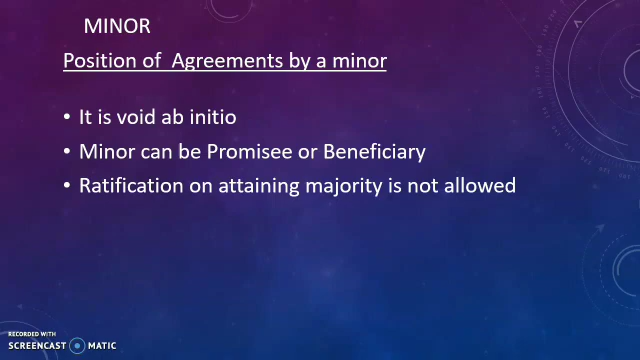 MINOR
Position of Agreements by a minor
• It is void ab initio
• Minor can be Promisee or Beneficiary
• Ratification on attaining majority is not allowed
RECORDED WITH
SCREENCAST MATIC